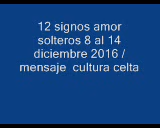 12 signos amor
solteros 8 al 14
diciembre 2016 /
mensaje  cultura celta